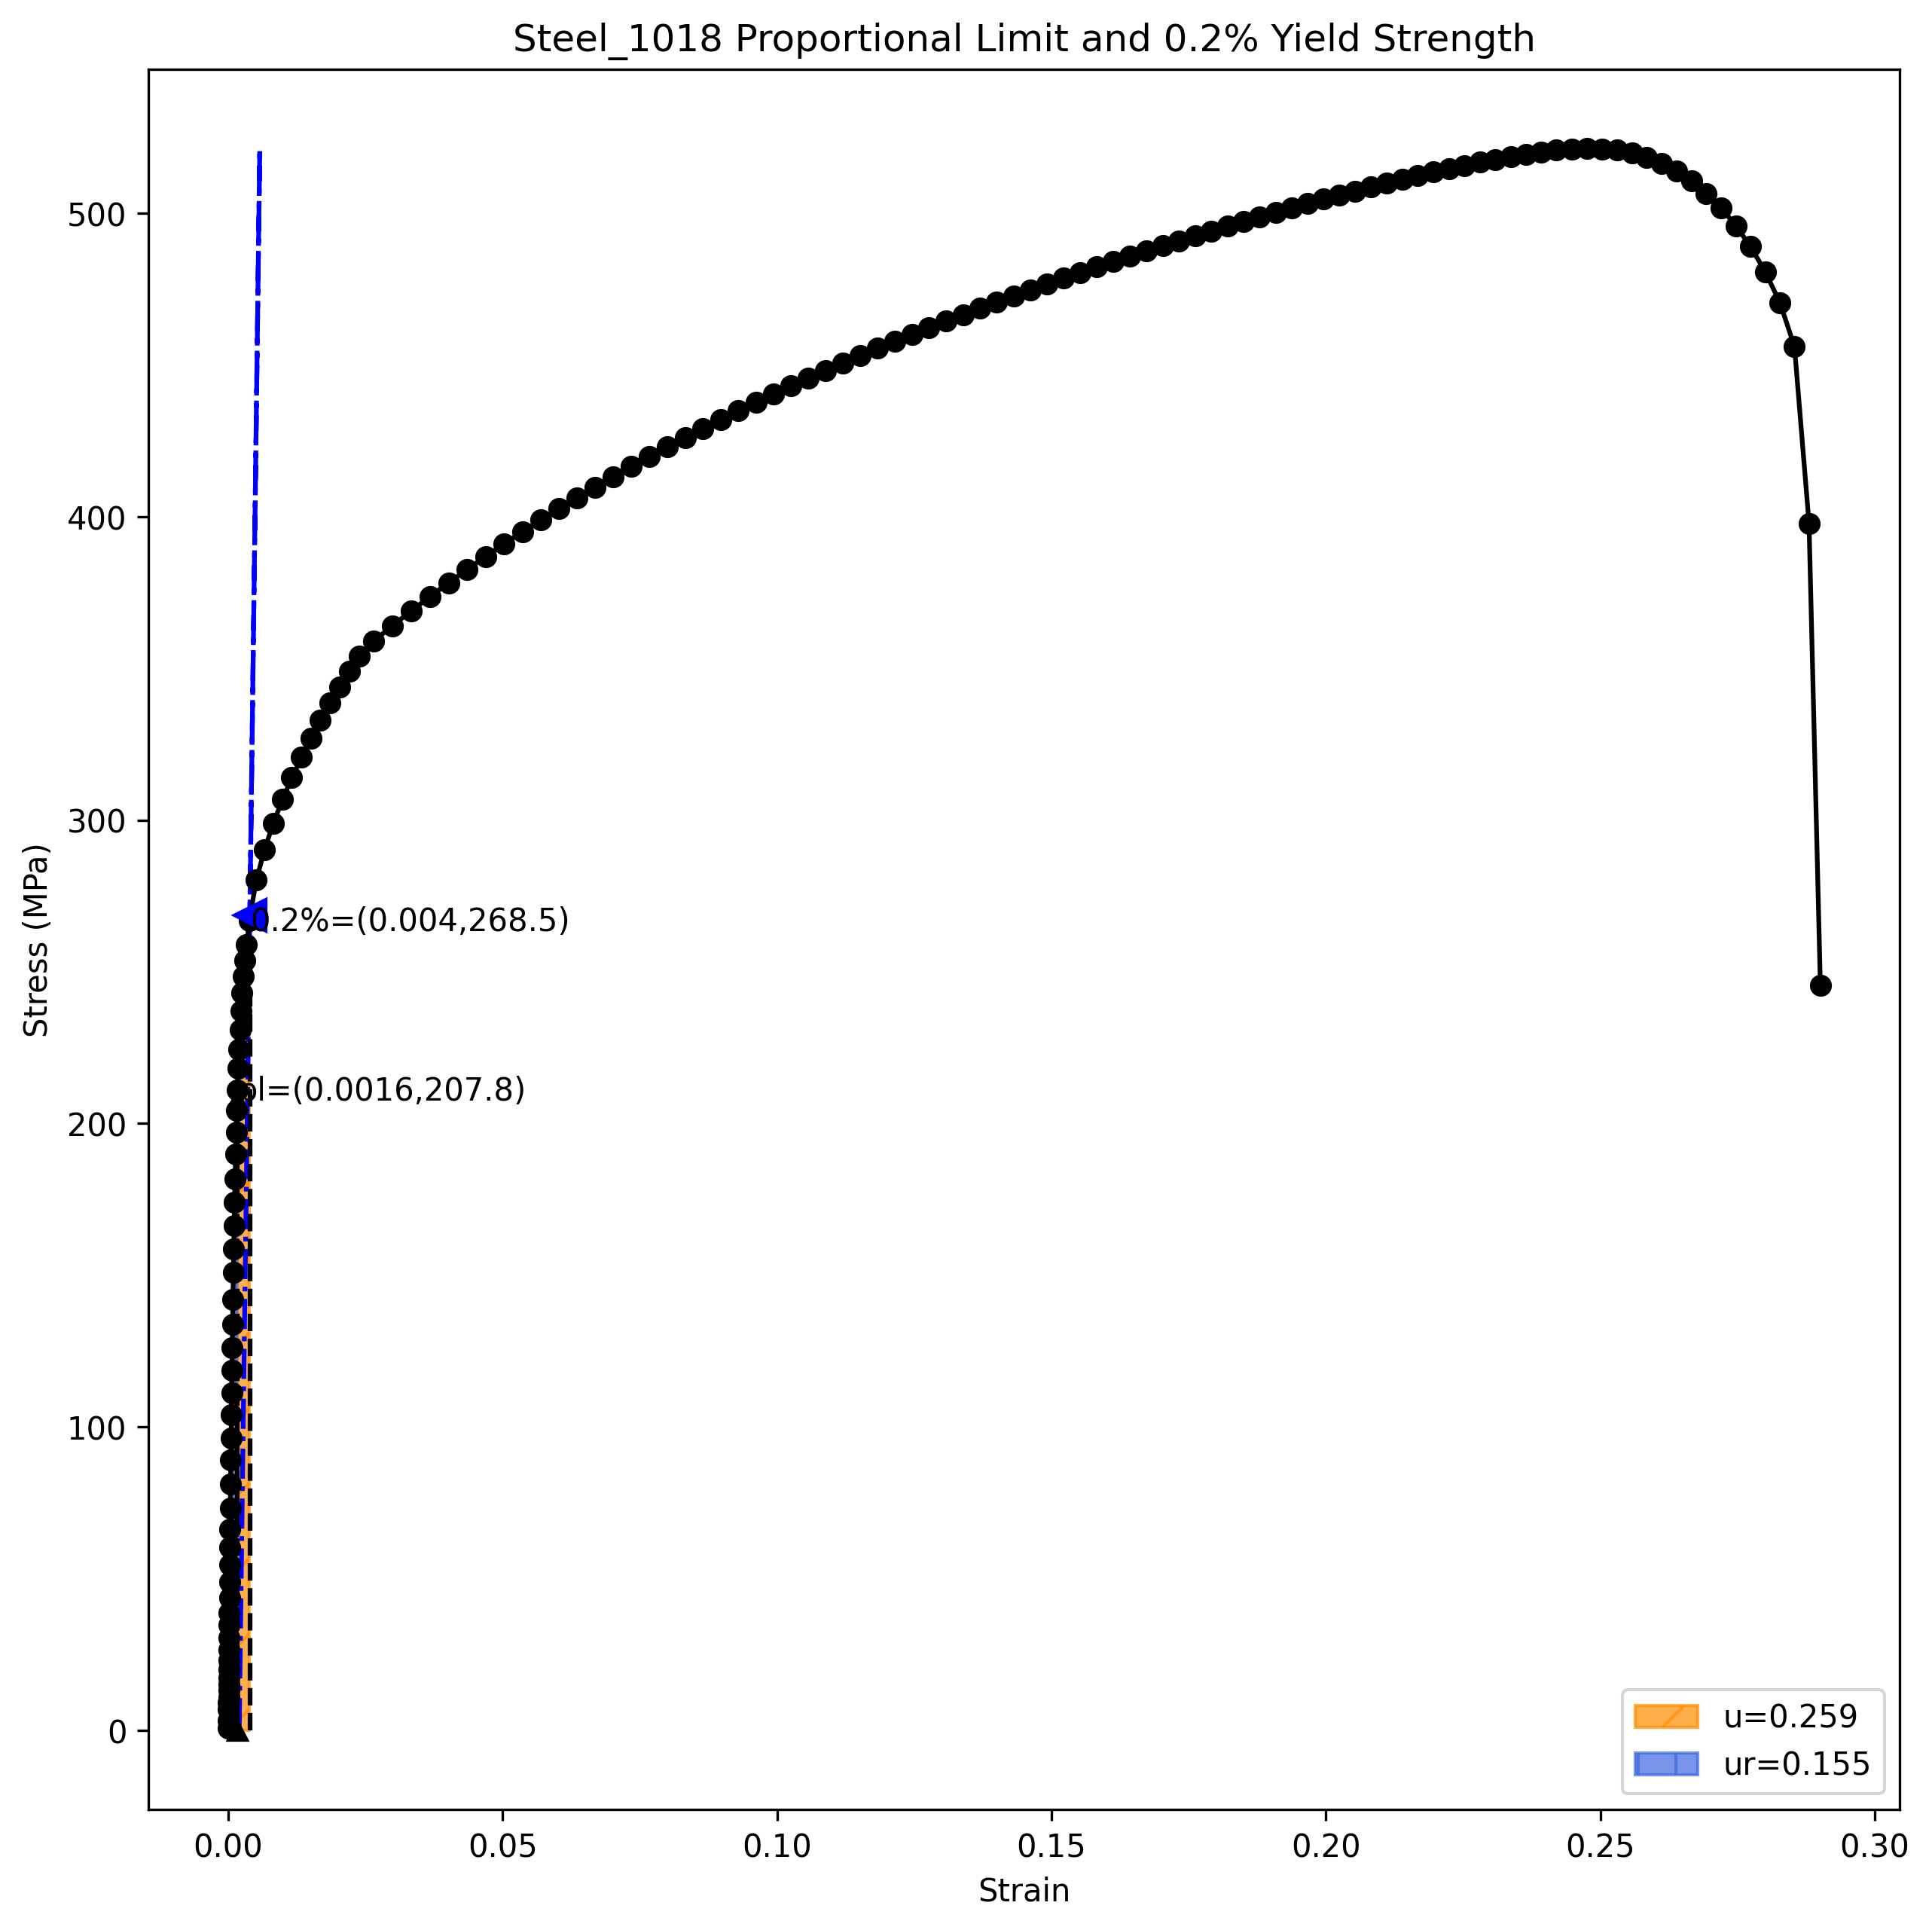 Steel_1018 Proportional Limit and 0.2% Yield Strength
Stress (MPa)
500
400
300
200
100
0
0.2%=(0.004,268.5)
pl=(0.0016,207.8)
u=0.259
ur=0.155
0.00 0.05 0.10 0.15 0.20 0.25 0.30
Strain